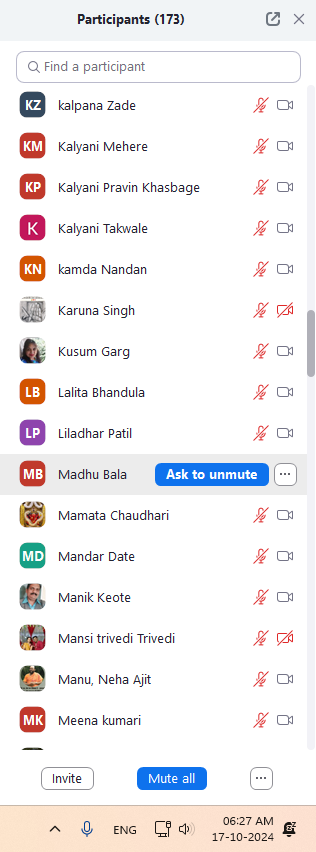 Participants (173)
Find a participant
KZ kalpana Zade
KM Kalyani Mehere
KP Kalyani Pravin Khasbage
K Kalyani Takwale
KN kamda Nandan
Karuna Singh
Kusum Garg
LB Lalita Bhandula
LP Liladhar Patil
MB Madhu Bala Ask to unmute
Mamata Chaudhari
MD Mandar Date
Manik Keote
Mansi trivedi Trivedi
Manu, Neha Ajit
MK Meena kumari
Invite Mute all
ENG 06:27 AM
17-10-2024